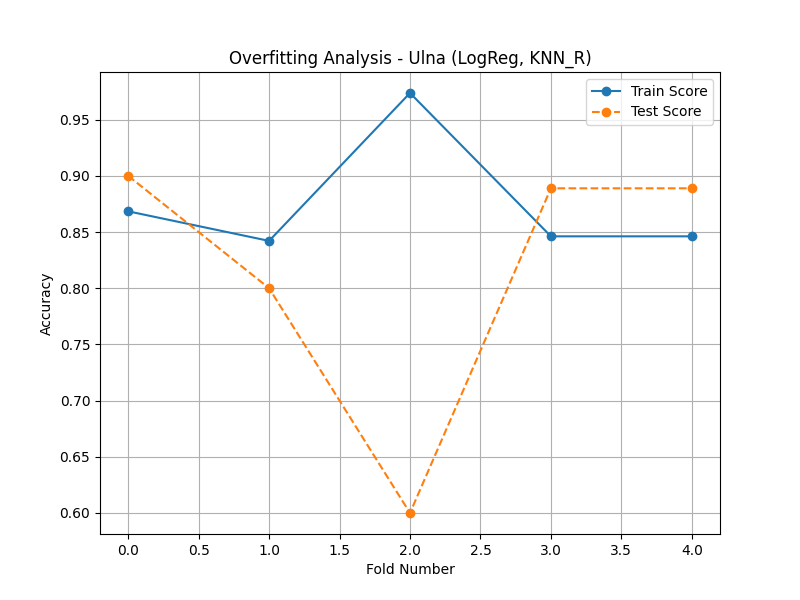 Overfitting Analysis - Ulna (LogReg, KNN_R)
Train Score
Test Score
0.95
0.90
0.85
0.80
0.75
0.70
0.65
0.60
Accuracy
0.0 0.5 1.0 1.5 2.0 2.5 3.0 3.5 4.0
Fold Number